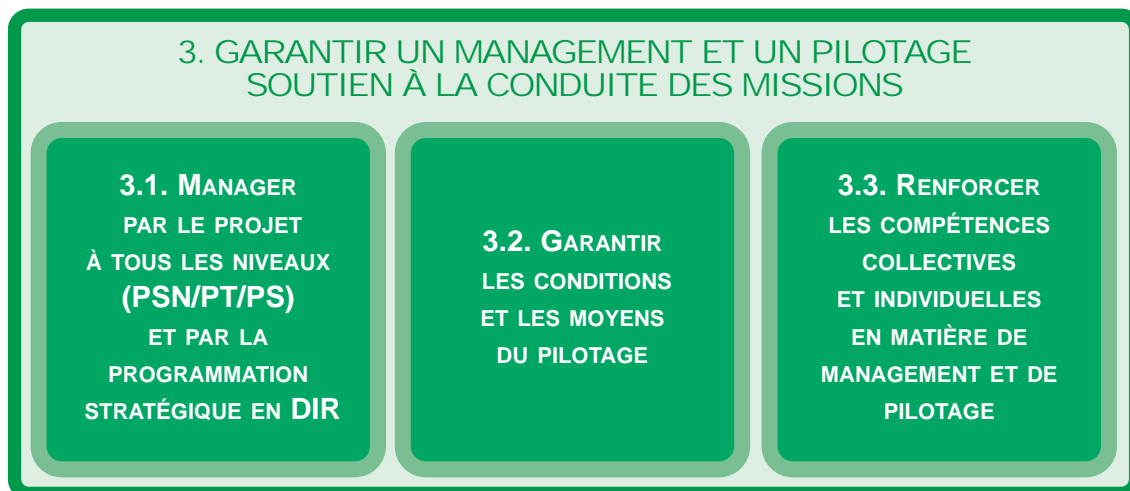 3. GARANTIR UN MANAGEMENT ET UN PILOTAGE
SOUTIEN À LA CONDUITE DES MISSIONS
3.1. MANAGER
PAR LE PROJET
À TOUS LES NIVEAUX
(PSN/PT/PS)
ET PAR LA
PROGRAMMATION
STRATÉGIQUE EN DIR
3.2. GARANTIR
LES CONDITIONS
ET LES MOYENS
DU PILOTAGE
3.3. RENFORCER
LES COMPÉTENCES
COLLECTIVES
ET INDIVIDUELLES
EN MATIÈRE DE
MANAGEMENT ET DE
PILOTAGE